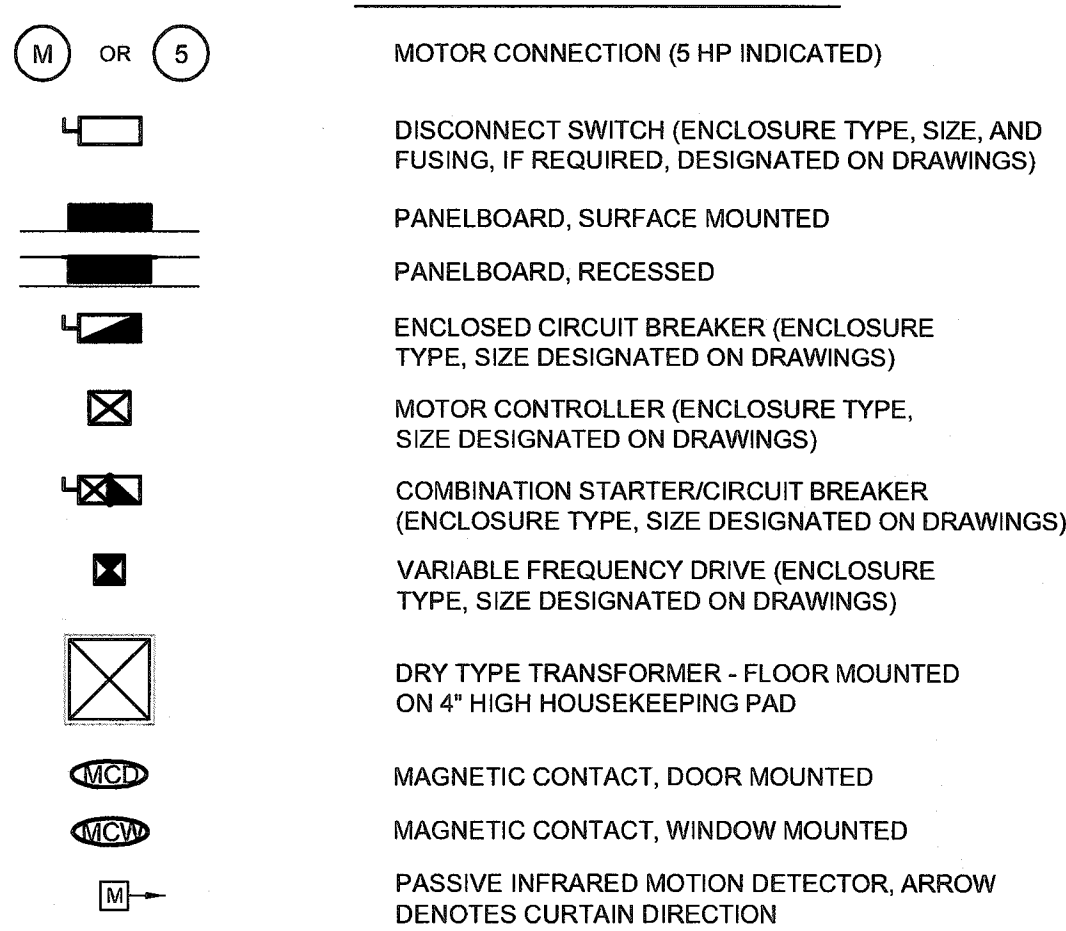 M OR 5 MOTOR CONNECTION (5 HP INDICATED)
DISCONNECT SWITCH (ENCLOSURE TYPE, SIZE, AND
FUSING, IF REQUIRED, DESIGNATED ON DRAWINGS)
PANELBOARD, SURFACE MOUNTED
PANELBOARD, RECESSED
ENCLOSED CIRCUIT BREAKER (ENCLOSURE
TYPE, SIZE DESIGNATED ON DRAWINGS)
MOTOR CONTROLLER (ENCLOSURE TYPE,
SIZE DESIGNATED ON DRAWINGS)
COMBINATION STARTER/CIRCUIT BREAKER
(ENCLOSURE TYPE, SIZE DESIGNATED ON DRAWINGS)
VARIABLE FREQUENCY DRIVE (ENCLOSURE
TYPE, SIZE DESIGNATED ON DRAWINGS)
DRY TYPE TRANSFORMER - FLOOR MOUNTED
ON 4" HIGH HOUSEKEEPING PAD
MCD MAGNETIC CONTACT, DOOR MOUNTED
MCW MAGNETIC CONTACT, WINDOW MOUNTED
M PASSIVE INFRARED MOTION DETECTOR, ARROW
DENOTES CURTAIN DIRECTION